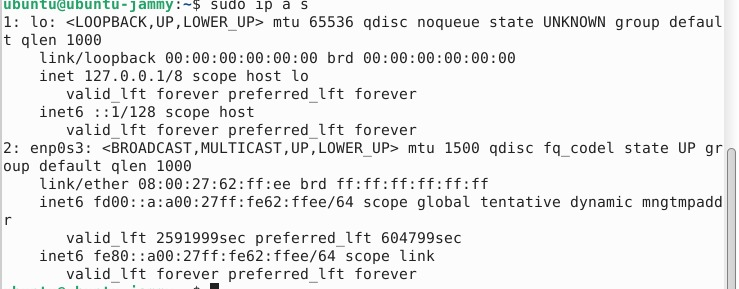 ubuntu@ubuntu-jammy:~$ sudo ip a s
1: lo: <LOOPBACK,UP,LOWER_UP> mtu 65536 qdisc noqueue state UNKNOWN group defaul
t qlen 1000
    link/loopback 00:00:00:00:00:00 brd 00:00:00:00:00:00
    inet 127.0.0.1/8 scope host lo
       valid_lft forever preferred_lft forever
    inet6 ::1/128 scope host
       valid_lft forever preferred_lft forever
2: enp0s3: <BROADCAST,MULTICAST,UP,LOWER_UP> mtu 1500 qdisc fq_codel state UP gr
oup default qlen 1000
    link/ether 08:00:27:62:ff:ee brd ff:ff:ff:ff:ff:ff
    inet6 fd00::a:a00:27ff:fe62:ffee/64 scope global tentative dynamic mngtmpadd
r
       valid_lft 2591999sec preferred_lft 604799sec
    inet6 fe80::a00:27ff:fe62:ffee/64 scope link
       valid_lft forever preferred_lft forever